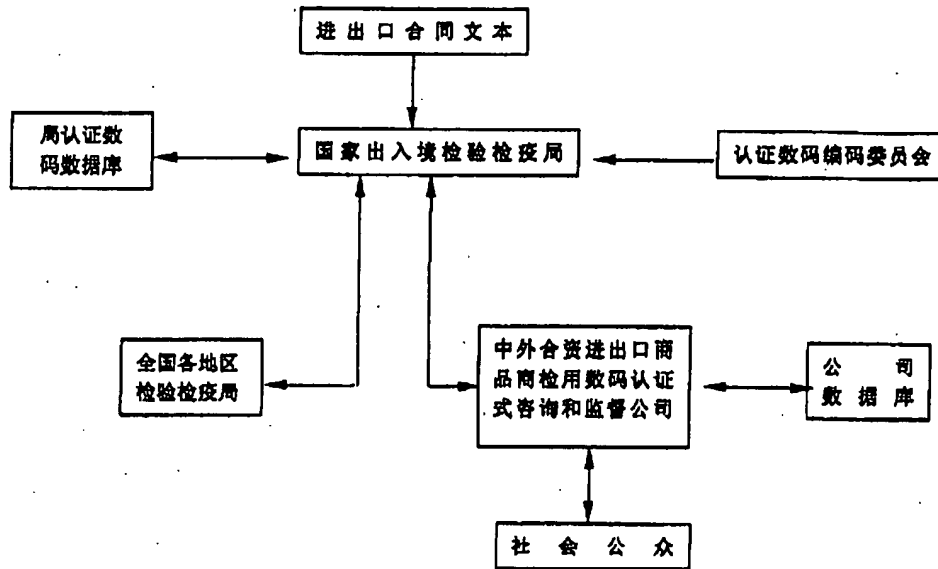 进出口合同文本
局认证数
码数据库
国家出入境检验检疫局
认证数码编码委员会
全国各地区
检验检疫局
中外合资进出口商
品商检用数码认证
式咨询和监督公司
公司
数据库
社会公众